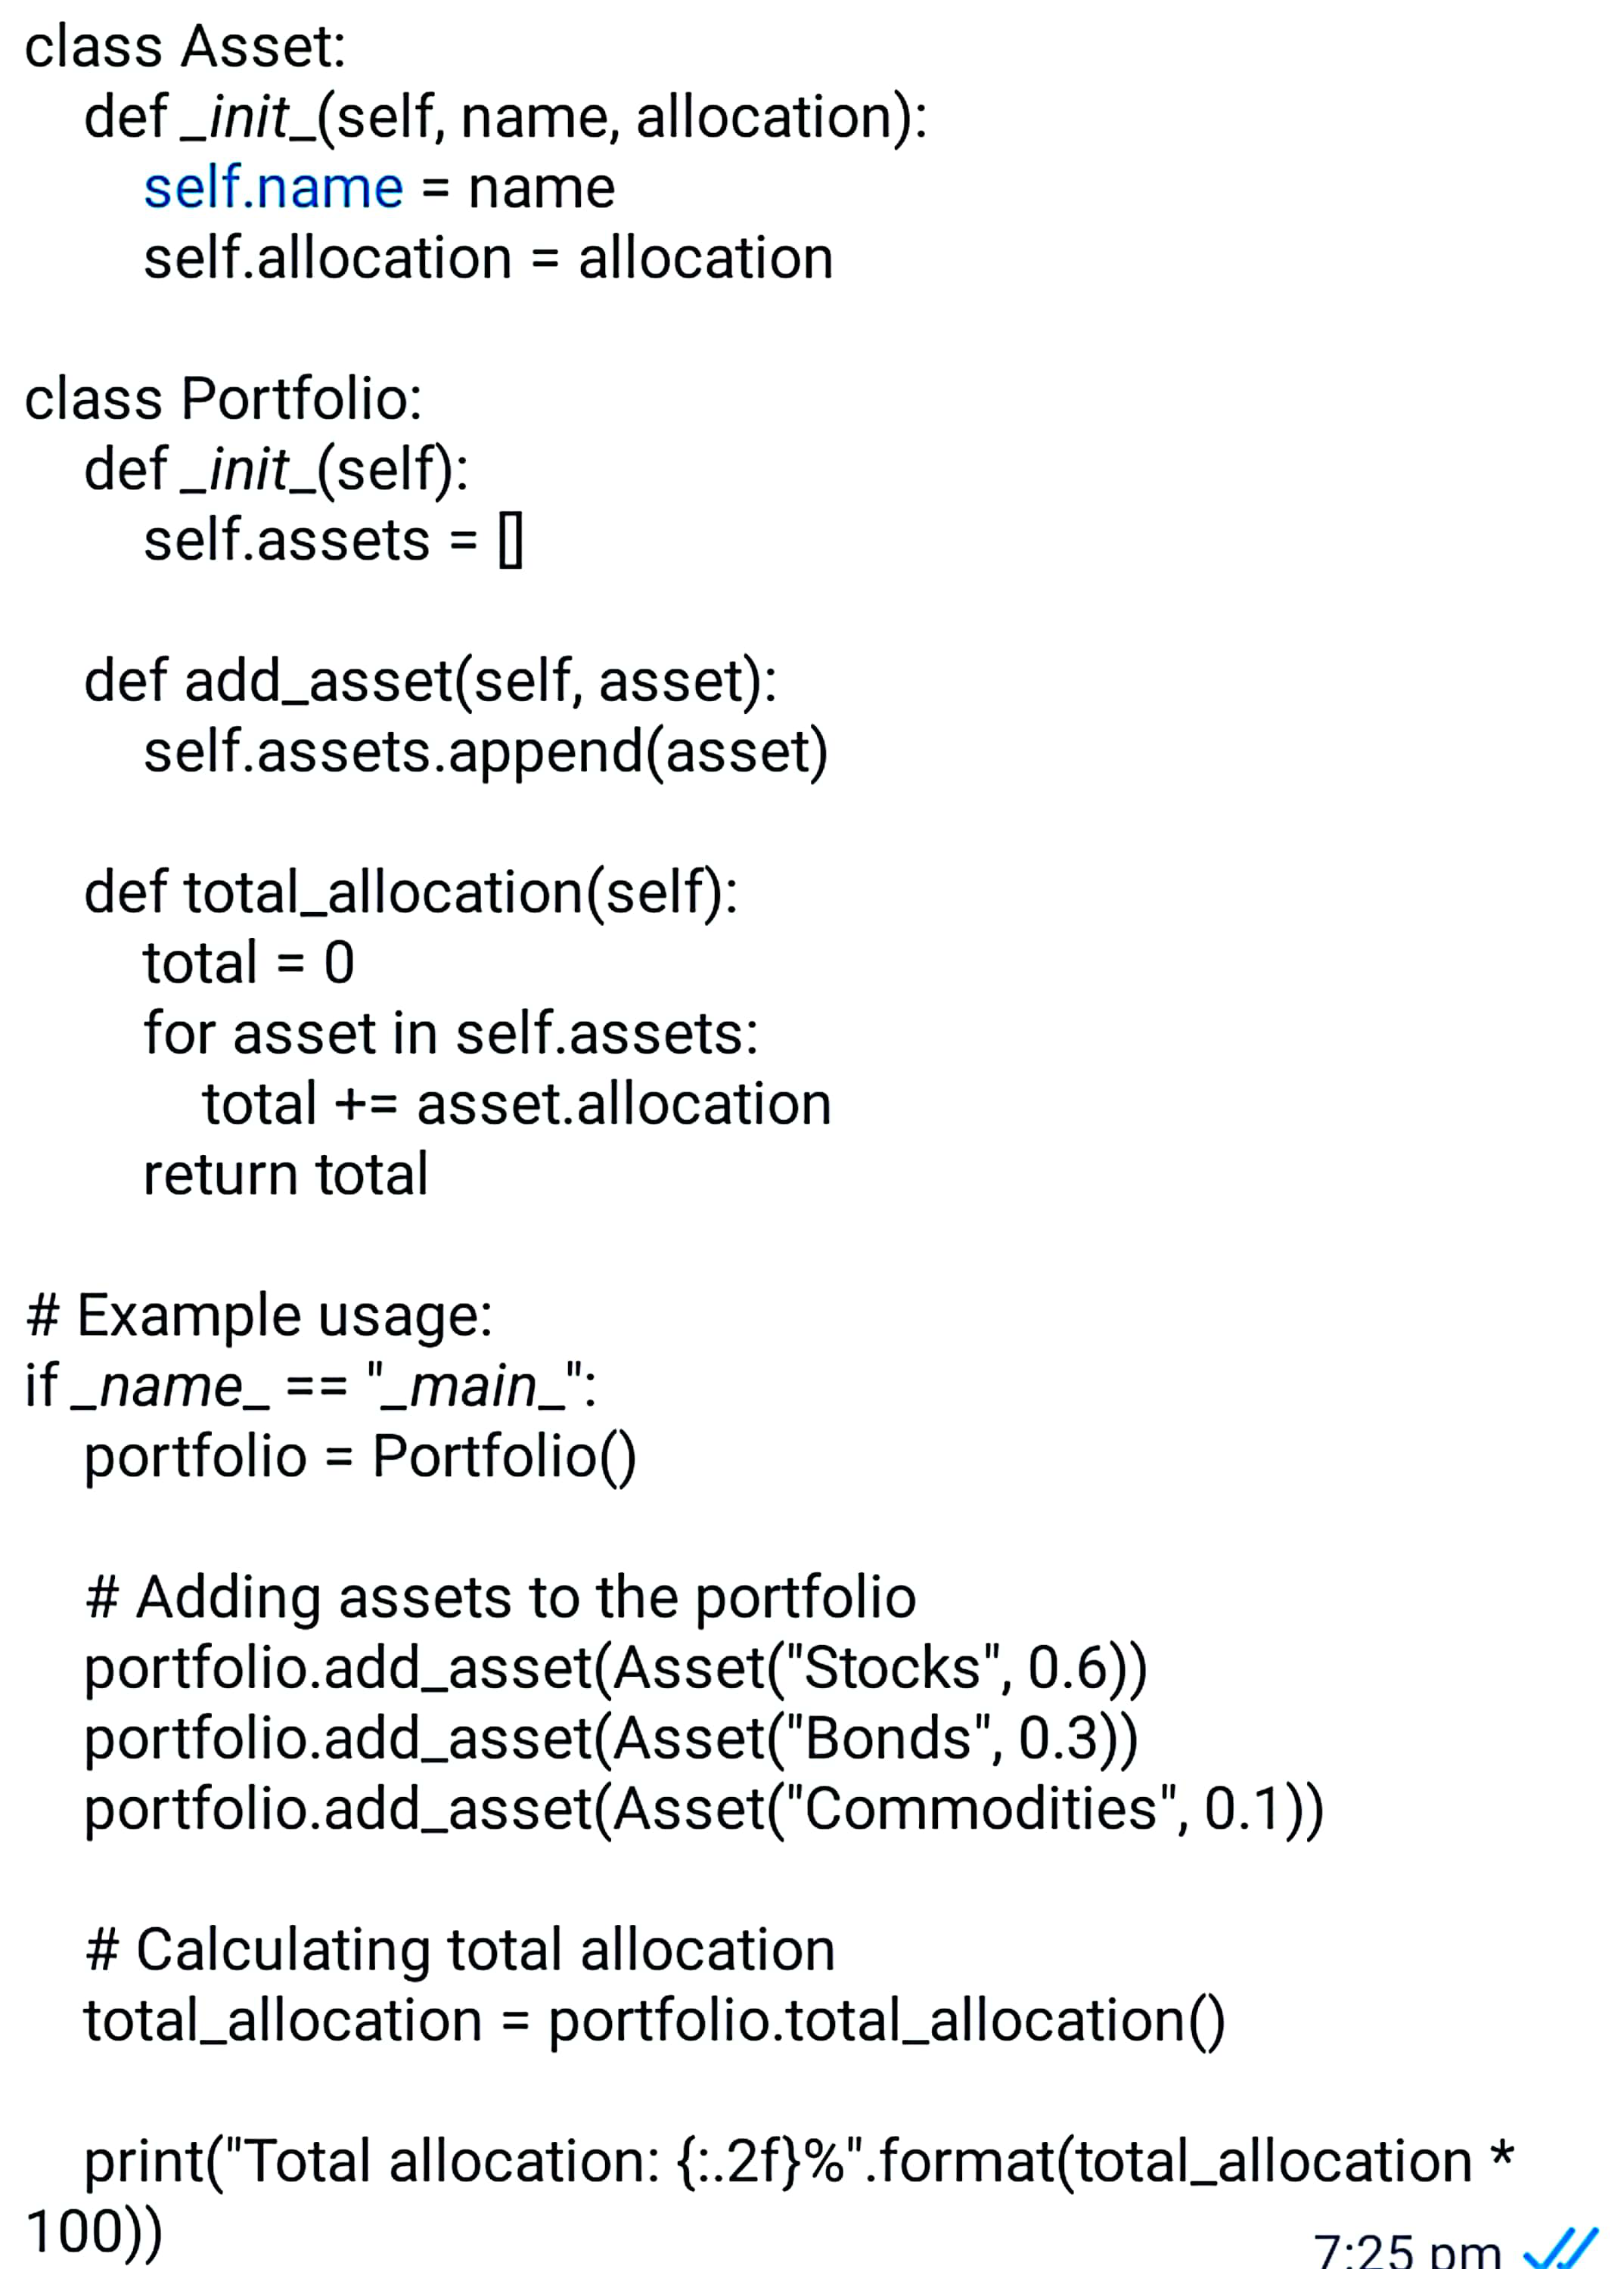 class Asset:
def _init_(self, name, allocation):
self.name = name
self.allocation = allocation
class Portfolio:
def _init_(self):
self.assets = []
def add_asset(self, asset):
self.assets.append(asset)
def total_allocation(self):
total = 0
for asset in self.assets:
total += asset.allocation
return total
# Example usage:
if _name_ == "_main_":
portfolio = Portfolio()
# Adding assets to the portfolio
portfolio.add_asset(Asset("Stocks", 0.6))
portfolio.add_asset(Asset("Bonds", 0.3))
portfolio.add_asset(Asset("Commodities", 0.1))
# Calculating total allocation
total_allocation = portfolio.total_allocation()
print("Total allocation: {:.2f}%".format(total_allocation *
100))
7:25 pm